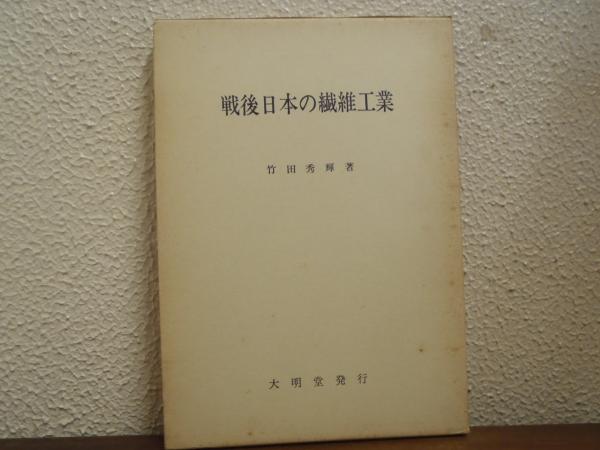 戦後日本の繊維工業
竹田秀輝著
大明堂発行